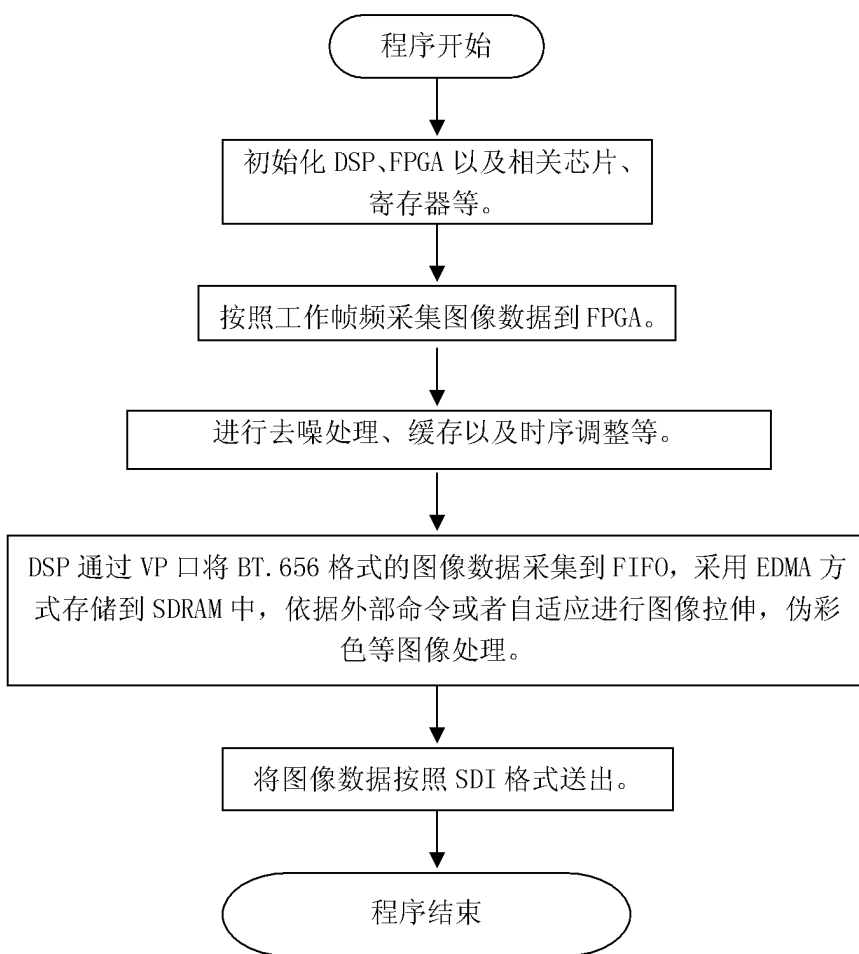 程序开始
初始化 DSP、FPGA 以及相关芯片、
寄存器等。
按照工作帧频采集图像数据到 FPGA。
进行去噪处理、缓存以及时序调整等。
DSP 通过 VP 口将 BT.656 格式的图像数据采集到 FIFO，采用 EDMA 方
式存储到 SDRAM 中，依据外部命令或者自适应进行图像拉伸，伪彩
色等图像处理。
将图像数据按照 SDI 格式送出。
程序结束